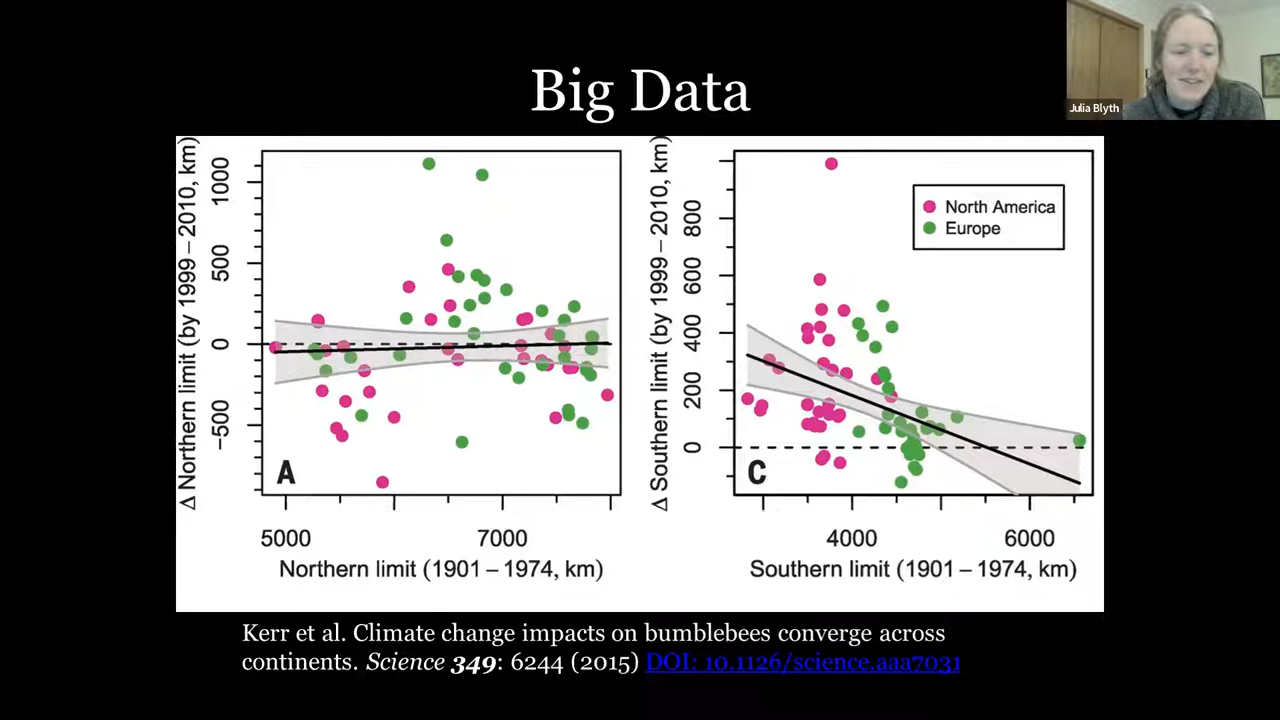 Big Data
Julia Blyth
Δ Northern limit (by 1999 – 2010, km)
1000
500
0
−500
A
5000
7000
Northern limit (1901 – 1974, km)
Δ Southern limit (by 1999 – 2010, km)
800
600
400
200
0
North America
Europe
C
4000
6000
Southern limit (1901 – 1974, km)
Kerr et al. Climate change impacts on bumblebees converge across
continents. Science 349: 6244 (2015) DOI: 10.1126/science.aaa7031